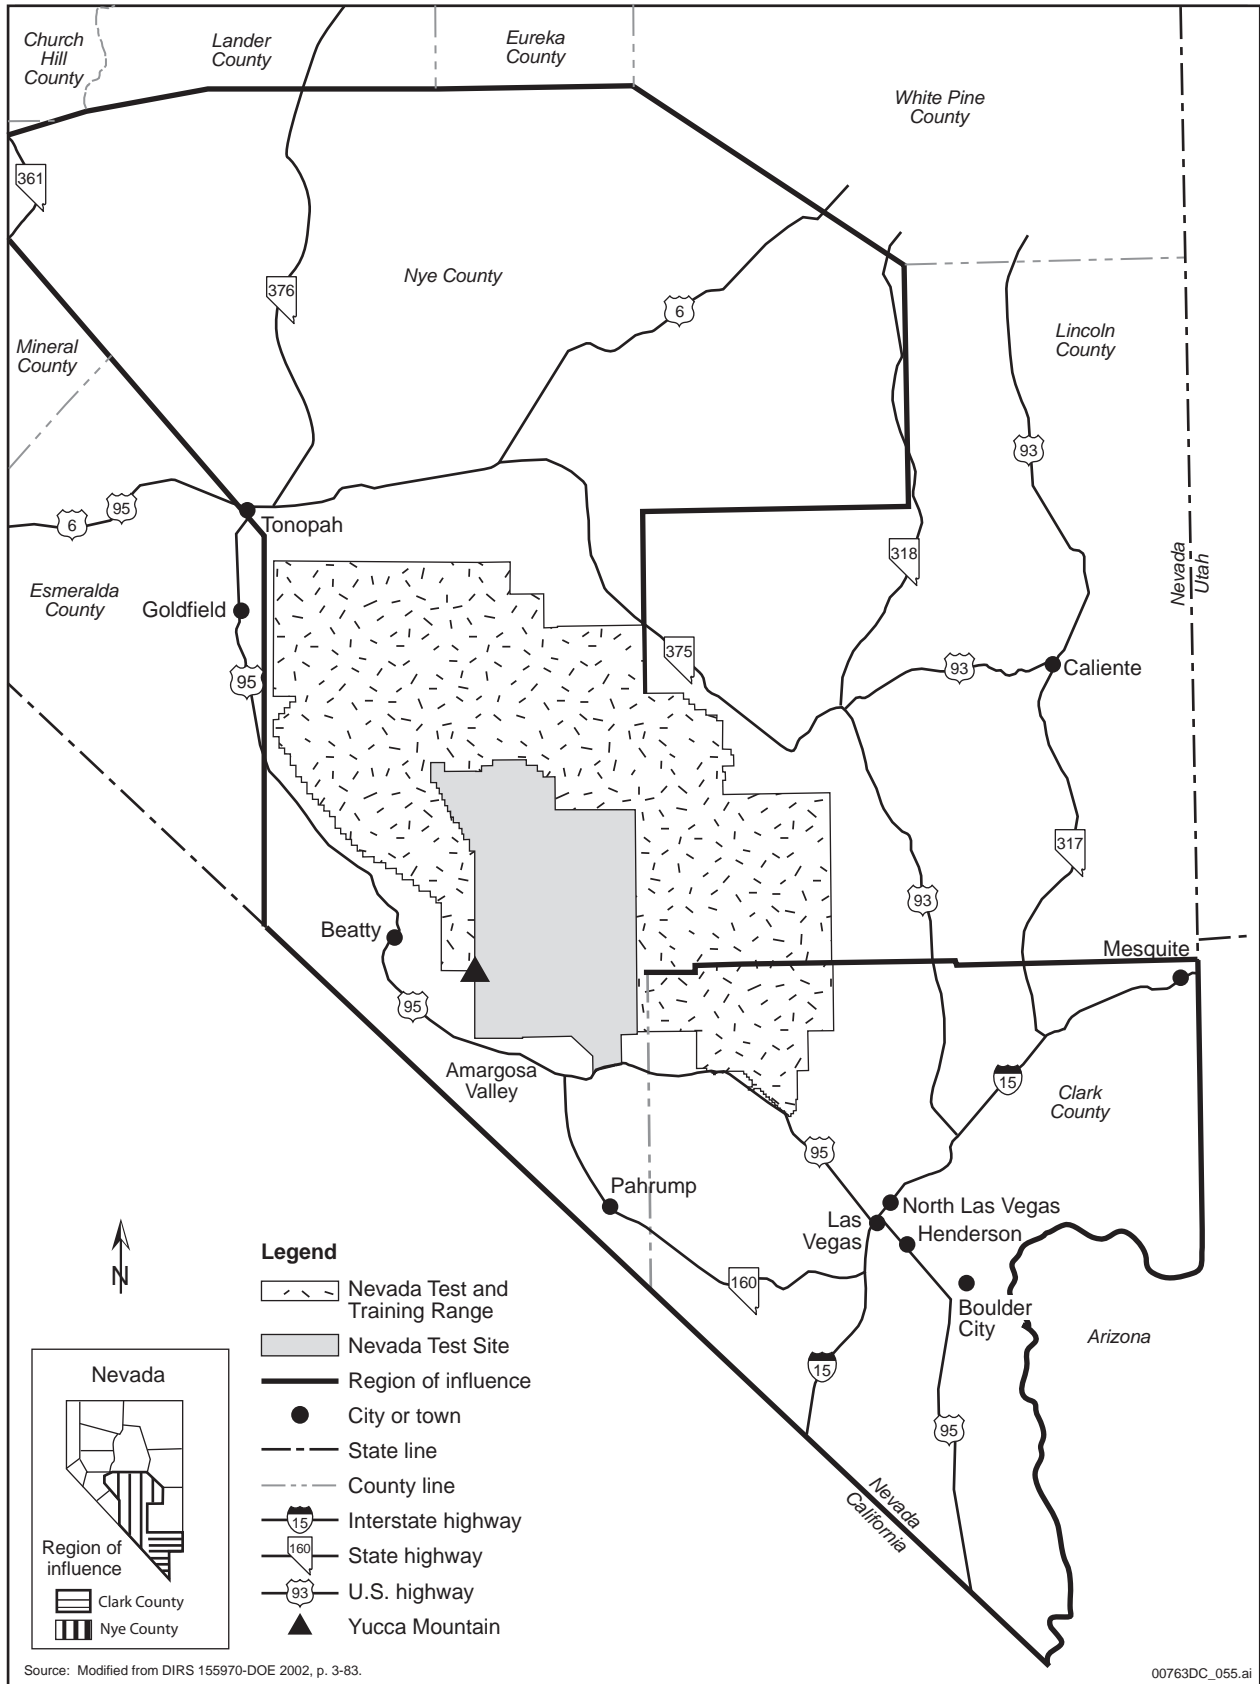 Church
Hill
County
Lander
County
Eureka
County
White Pine
County
361
376
Nye County
6
Mineral
County
Lincoln
County
93
95
6
Tonopah
318
Nevada
Utah
Esmeralda
County
Goldfield
95
375
93
Caliente
317
93
Beatty
Mesquite
95
Amargosa
Valley
15
Clark
County
95
Pahrump
North Las Vegas
Las
Vegas
Henderson
160
Boulder
City
Arizona
15
95
Nevada
California
N
Legend
Nevada Test and
Training Range
Nevada Test Site
Region of influence
City or town
State line
County line
15
Interstate highway
160
State highway
93
U.S. highway
Yucca Mountain
Nevada
Region of
influence
Clark County
Nye County
Source: Modified from DIRS 155970-DOE 2002, p. 3-83.
00763DC_055.ai